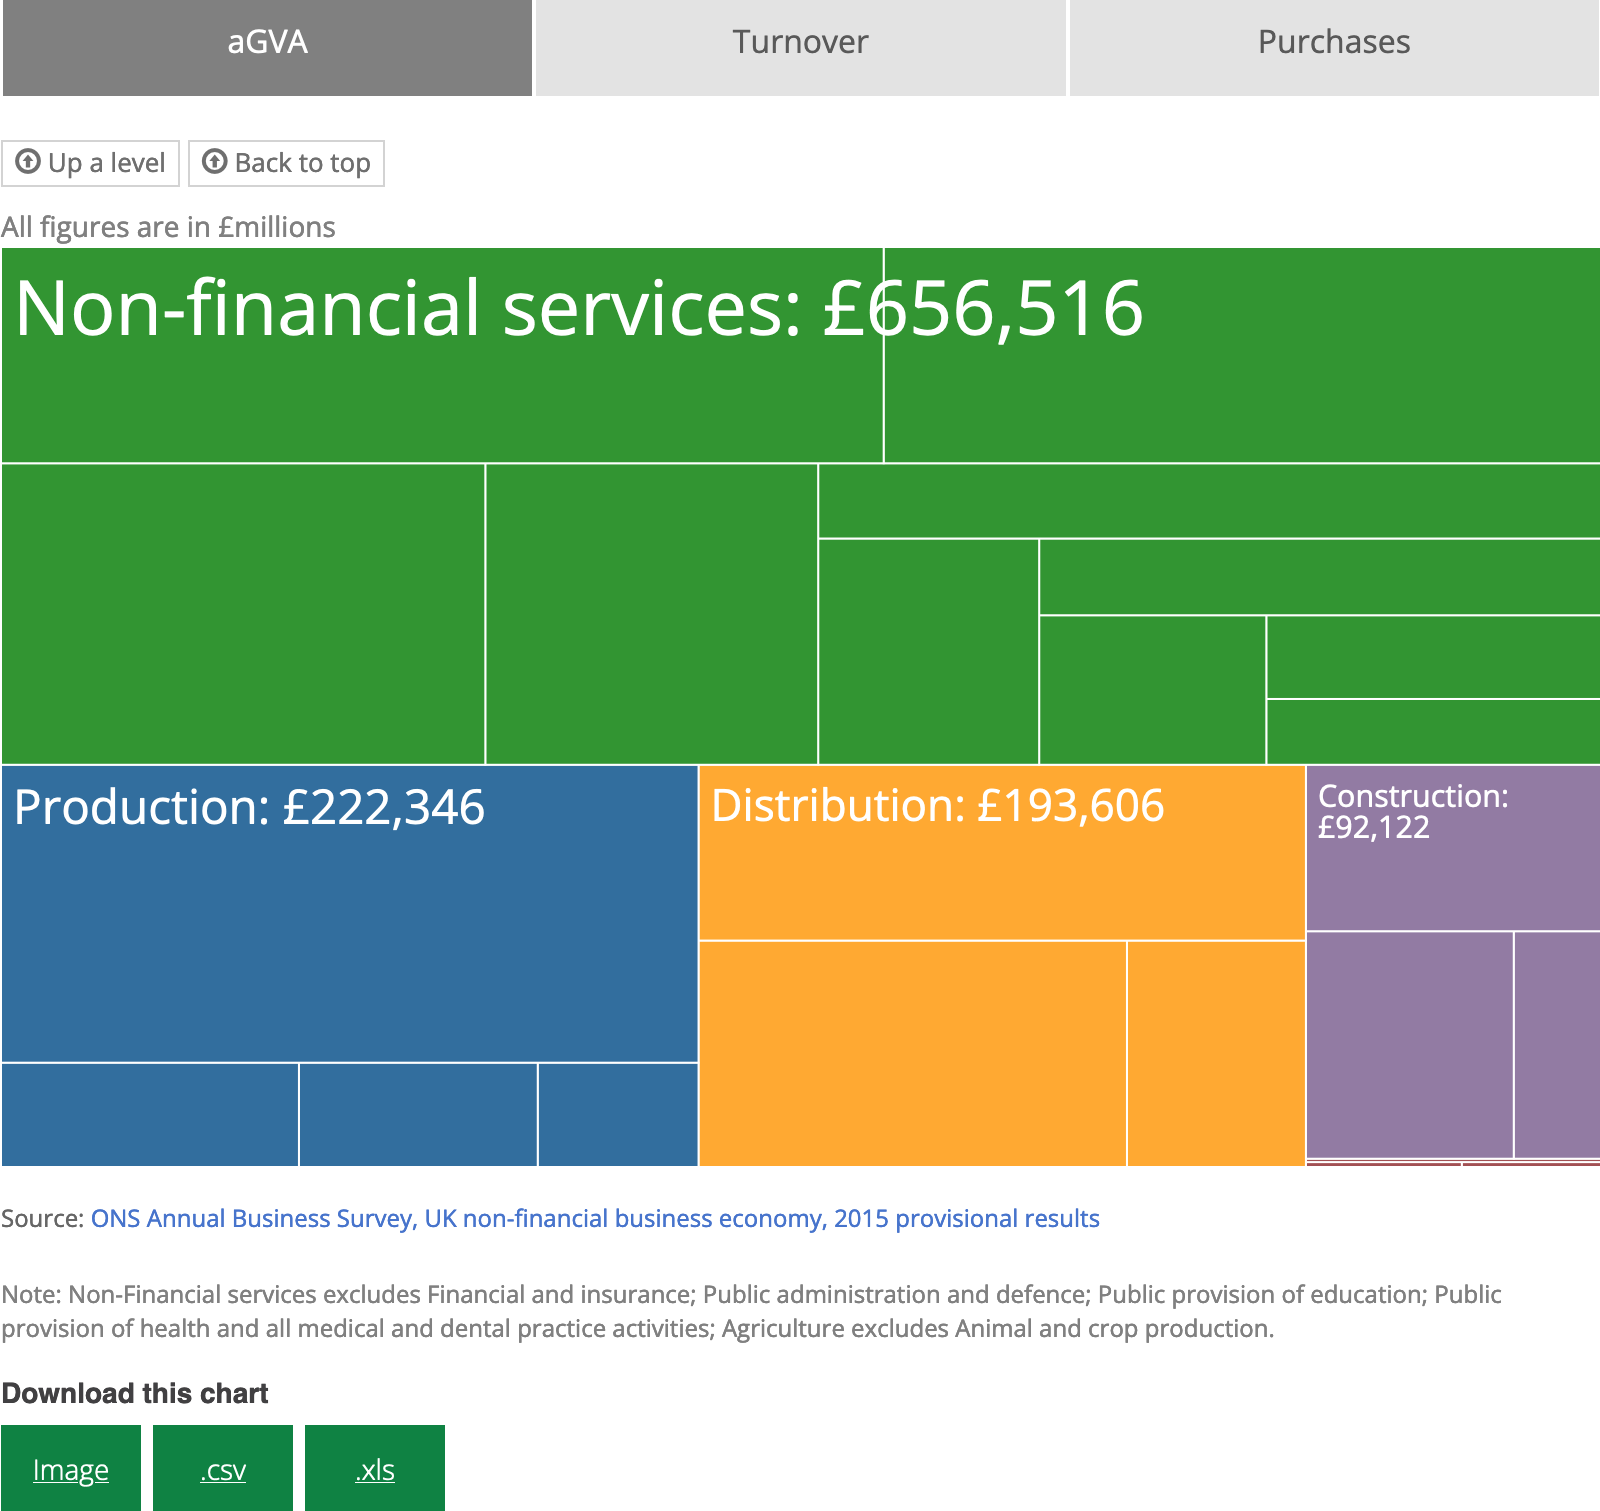 aGVA
Turnover
Purchases
Up a level
Back to top
All figures are in £millions
Non-financial services: £656,516
Production: £222,346
Distribution: £193,606
Construction:
£92,122
Source: ONS Annual Business Survey, UK non-financial business economy, 2015 provisional results
Note: Non-Financial services excludes Financial and insurance; Public administration and defence; Public provision of education; Public
provision of health and all medical and dental practice activities; Agriculture excludes Animal and crop production.
Download this chart
Image
.csv
.xls